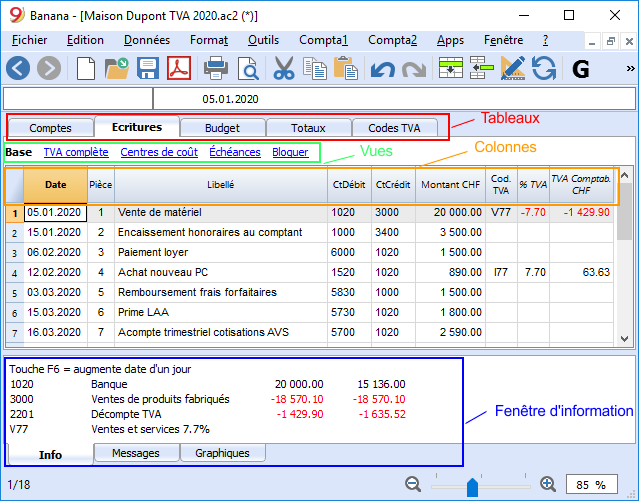 Banana - [Maison Dupont TVA 2020.ac2 (*)]
Fichier Edition Données Format Outils Compta1 Compta2 Apps Fenêtre ?
G »
05.01.2020
Comptes Ecritures Budget Totaux Codes TVA Tableaux
Base TVA complète Centres de coût Échéances Bloquer Vues
Colonnes
Date Pièce Libellé CtDébit CtCrédit Montant CHF Cod. TVA % TVA TVA Comptab. CHF
1 05.01.2020 1 Vente de matériel 1020 3000 20 000.00 V77 -7.70 -1 429.90
2 15.01.2020 2 Encaissement honoraires au comptant 1000 3400 3 500.00
3 06.02.2020 3 Paiement loyer 6000 1020 1 500.00
4 12.02.2020 4 Achat nouveau PC 1520 1020 890.00 I77 7.70 63.63
5 03.03.2020 5 Remboursement frais forfaitaires 5830 1000 1 500.00
6 15.03.2020 6 Prime LAA 5730 1020 1 800.00
7 16.03.2020 7 Acompte trimestriel cotisations AVS 5700 1020 2 590.00
Touche F6 = augmente date d'un jour
1020 Banque 20 000.00 15 136.00
3000 Ventes de produits fabriqués -18 570.10 -18 570.10
2201 Décompte TVA -1 429.90 -1 635.52
V77 Ventes et services 7.7%
Fenêtre d'information
Info Messages Graphiques
1/18 85 %